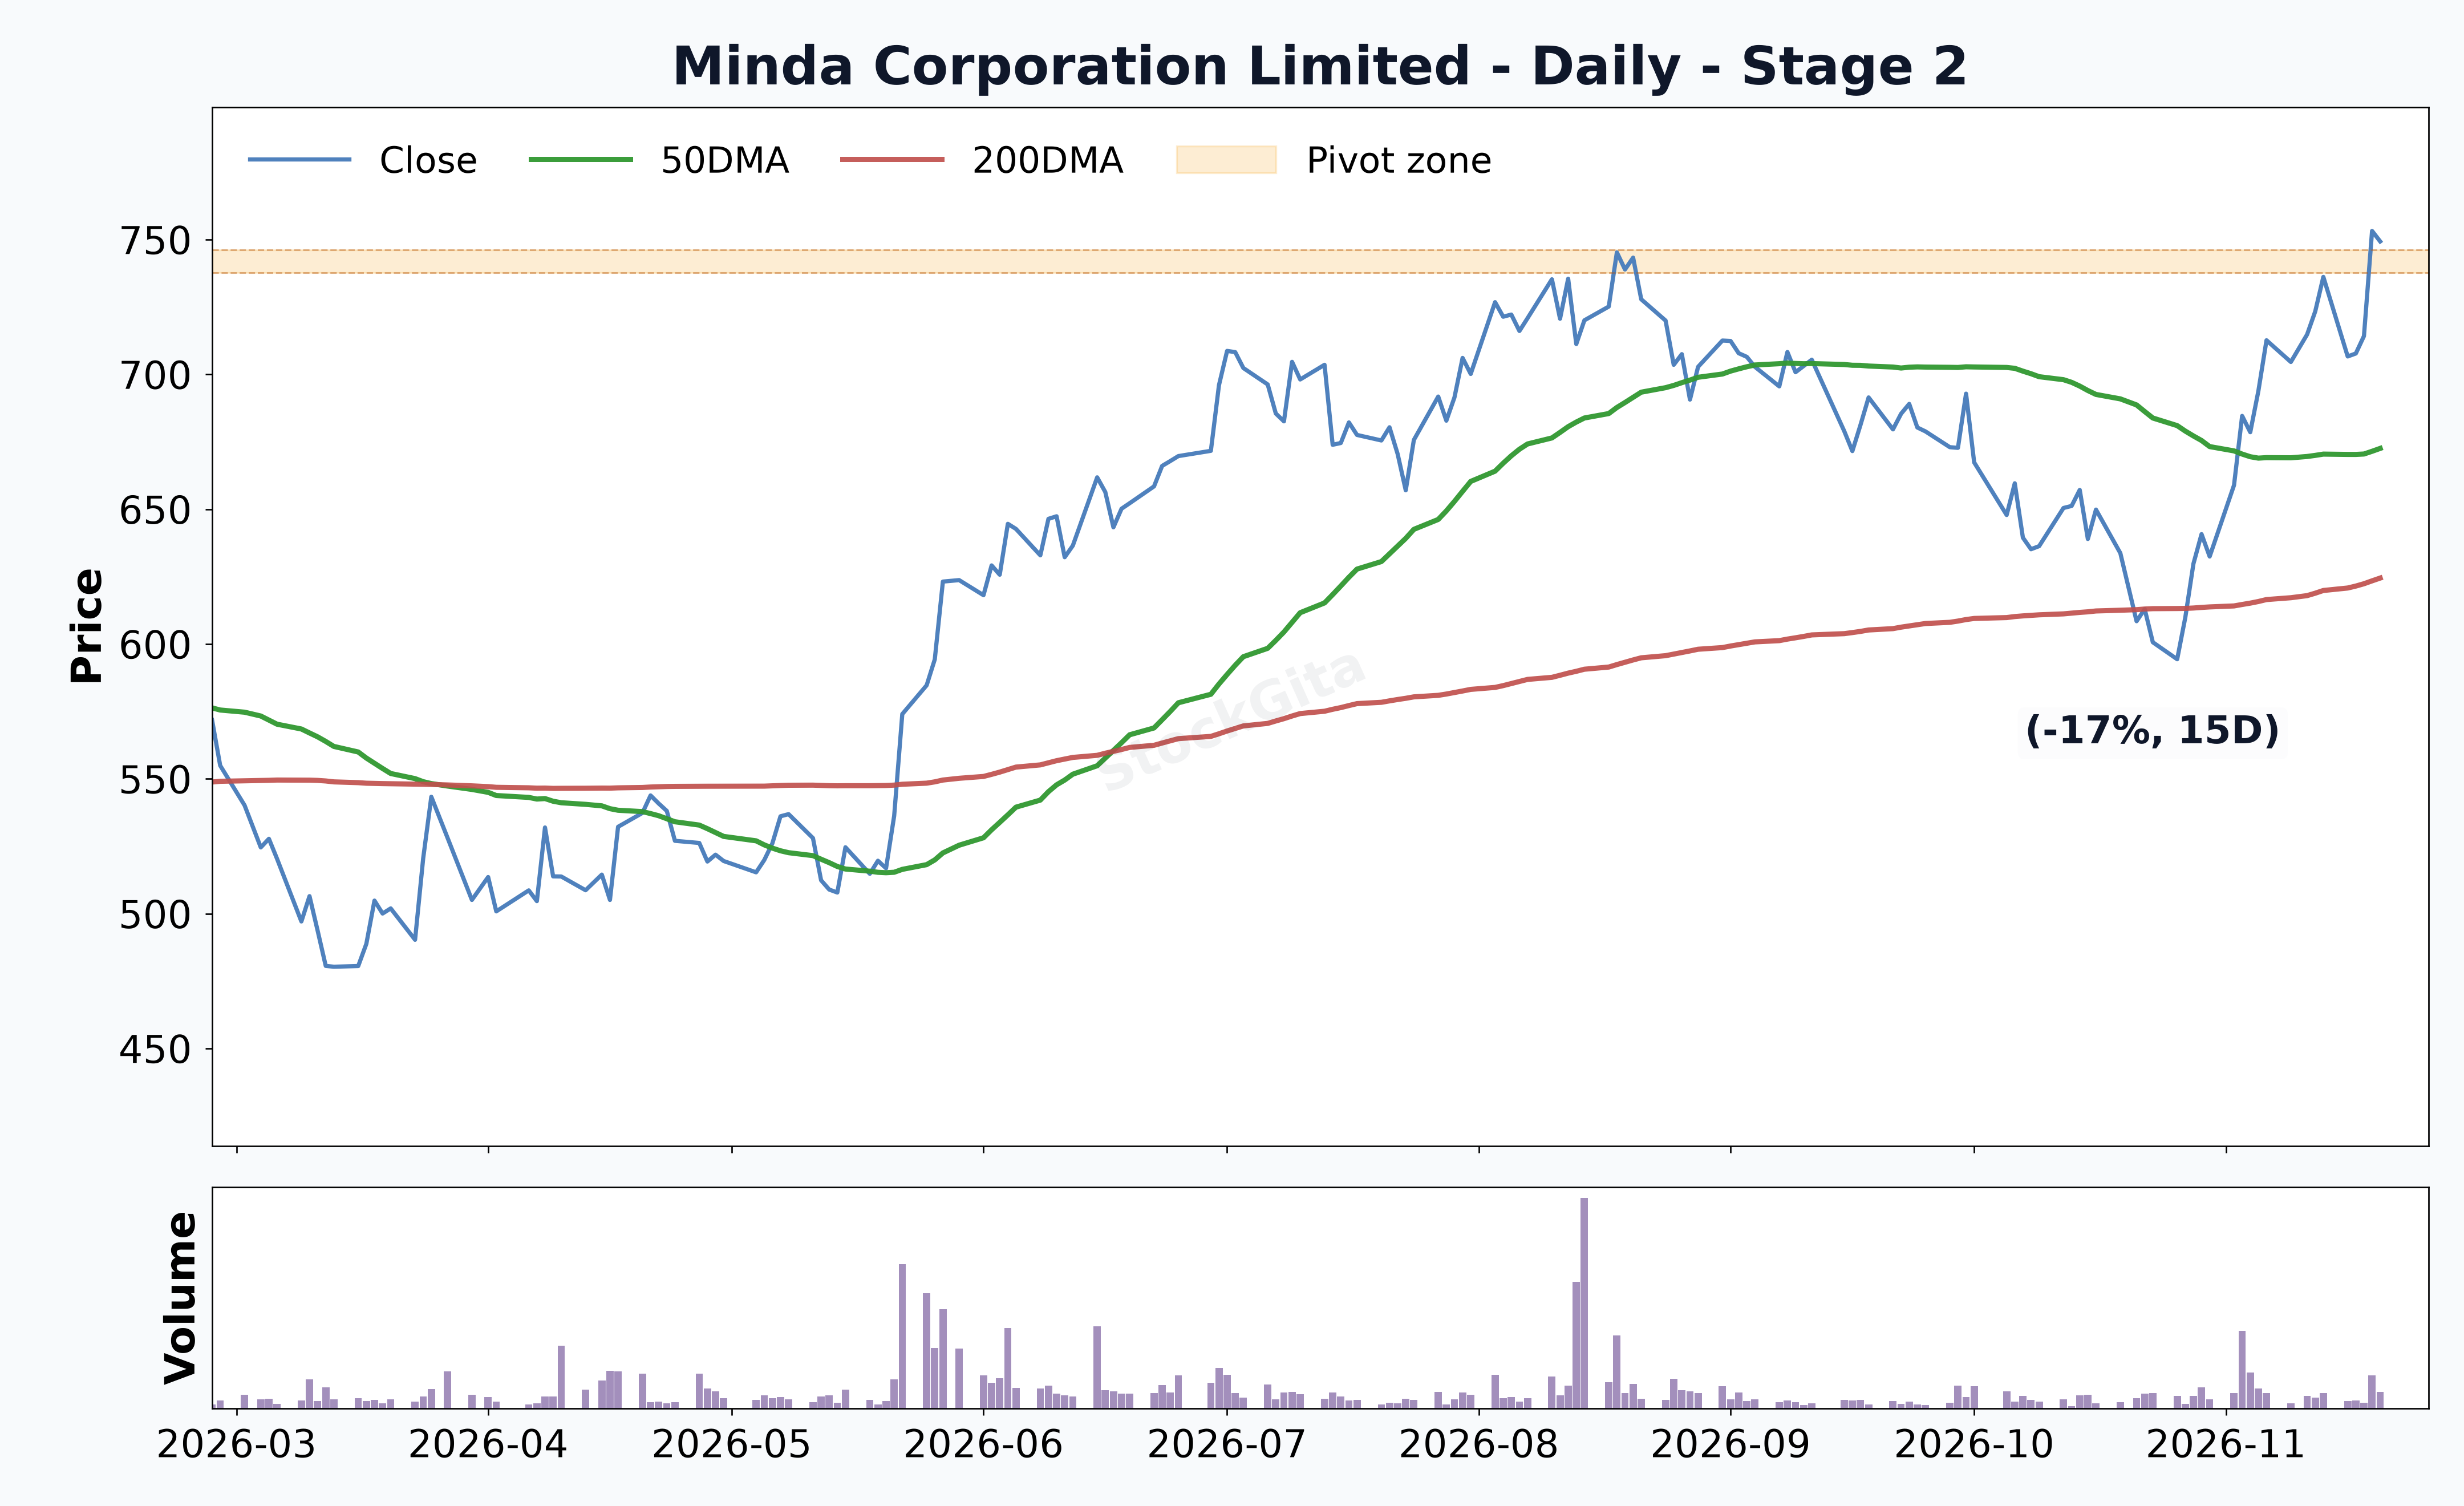 Minda Corporation Limited - Daily - Stage 2
Close 50DMA 200DMA Pivot zone
750
700
650
600
550
500
450
Price
StockGita
(-17%, 15D)
Volume
2026-03 2026-04 2026-05 2026-06 2026-07 2026-08 2026-09 2026-10 2026-11